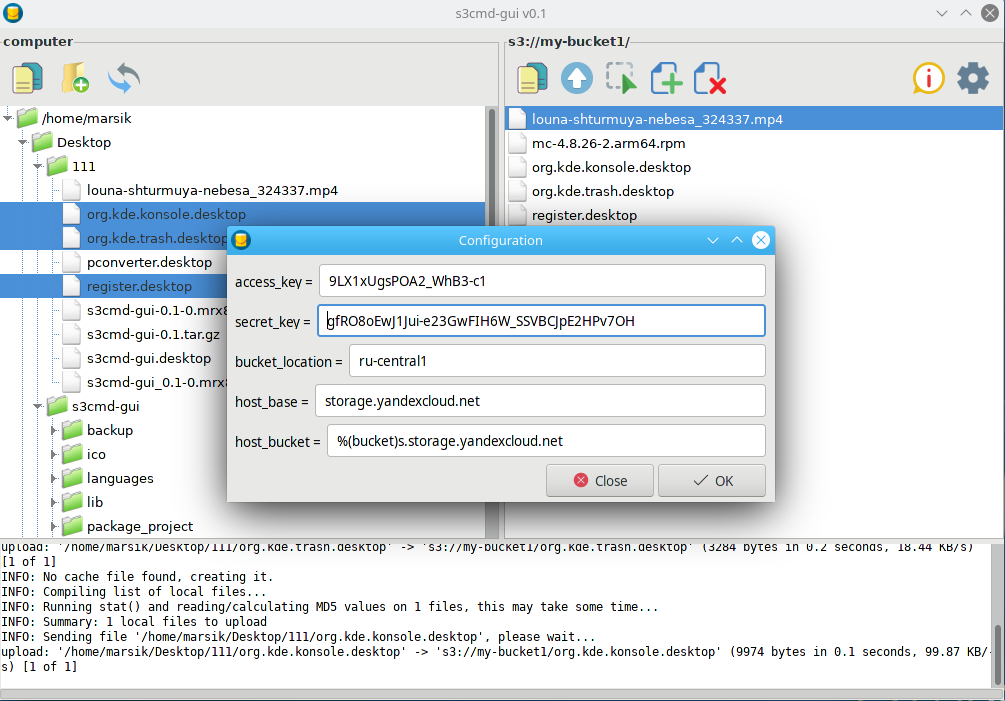 s3cmd-gui v0.1
computer
s3://my-bucket1/
/home/marsik
Desktop
111
louna-shturmuya-nebesa_324337.mp4
org.kde.konsole.desktop
org.kde.trash.desktop
pconverter.desktop
register.desktop
s3cmd-gui-0.1-0.mrx8
s3cmd-gui-0.1.tar.gz
s3cmd-gui.desktop
s3cmd-gui_0.1-0.mrx8
s3cmd-gui
backup
ico
languages
lib
package_project
louna-shturmuya-nebesa_324337.mp4
mc-4.8.26-2.arm64.rpm
org.kde.konsole.desktop
org.kde.trash.desktop
register.desktop
Configuration
access_key = 9LX1xUgsPOA2_WhB3-c1
secret_key = gfRO8oEwJ1Jui-e23GwFIH6W_SSVBCJpE2HPv7OH
bucket_location = ru-central1
host_base = storage.yandexcloud.net
host_bucket = %(bucket)s.storage.yandexcloud.net
Close OK
upload: '/home/marsik/Desktop/111/org.kde.trash.desktop' -> 's3://my-bucket1/org.kde.trash.desktop' (3284 bytes in 0.2 seconds, 18.44 KB/s)
[1 of 1]
INFO: No cache file found, creating it.
INFO: Compiling list of local files...
INFO: Running stat() and reading/calculating MD5 values on 1 files, this may take some time...
INFO: Summary: 1 local files to upload
INFO: Sending file '/home/marsik/Desktop/111/org.kde.konsole.desktop', please wait...
upload: '/home/marsik/Desktop/111/org.kde.konsole.desktop' -> 's3://my-bucket1/org.kde.konsole.desktop' (9974 bytes in 0.1 seconds, 99.87 KB/
s) [1 of 1]